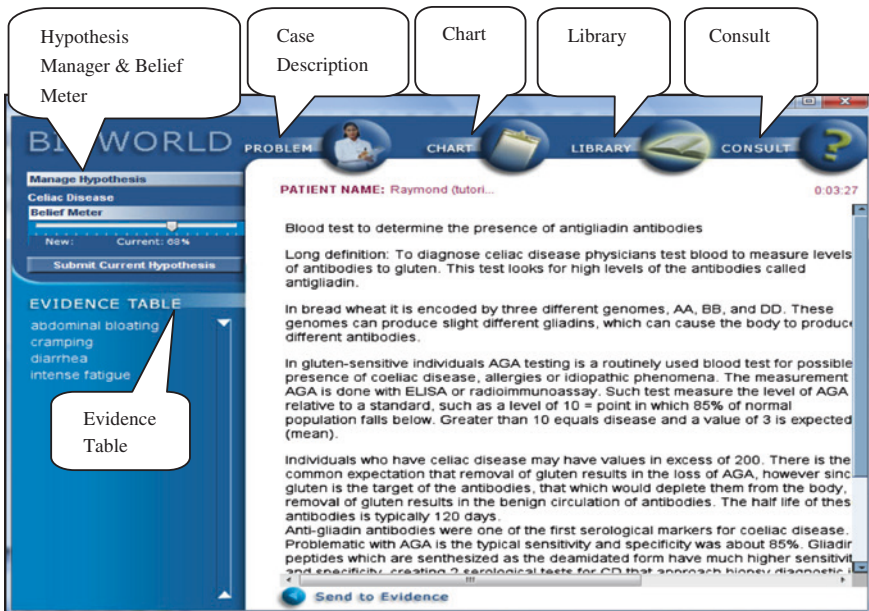 Hypothesis
Manager & Belief
Meter
Case
Description
Chart
Library
Consult
BI WORLD
PROBLEM
CHART
LIBRARY
CONSULT
?
Manage Hypothesis
Celiac Disease
Belief Meter
New: Current: 68%
Submit Current Hypothesis
EVIDENCE TABLE
abdominal bloating
cramping
diarrhea
intense fatigue
Evidence
Table
PATIENT NAME: Raymond (tutori...
0:03:27
Blood test to determine the presence of antigliadin antibodies
Long definition: To diagnose celiac disease physicians test blood to measure levels
of antibodies to gluten. This test looks for high levels of the antibodies called
antigliadin.
In bread wheat it is encoded by three different genomes, AA, BB, and DD. These
genomes can produce slight different gliadins, which can cause the body to produc
different antibodies.
In gluten-sensitive individuals AGA testing is a routinely used blood test for possible
presence of coeliac disease, allergies or idiopathic phenomena. The measurement
AGA is done with ELISA or radioimmunoassay. Such test measure the level of AGA
relative to a standard, such as a level of 10 = point in which 85% of normal
population falls below. Greater than 10 equals disease and a value of 3 is expected
(mean).
Individuals who have celiac disease may have values in excess of 200. There is the
common expectation that removal of gluten results in the loss of AGA, however sinc
gluten is the target of the antibodies, that which would deplete them from the body,
removal of gluten results in the benign circulation of antibodies. The half life of thes
antibodies is typically 120 days.
Anti-gliadin antibodies were one of the first serological markers for coeliac disease.
Problematic with AGA is the typical sensitivity and specificity was about 85%. Gliadir
peptides which are senthesized as the deamidated form have much higher sensitivit
and specificity, creating 2 serological tests for CD that approach biopsy diagnostic i
Send to Evidence